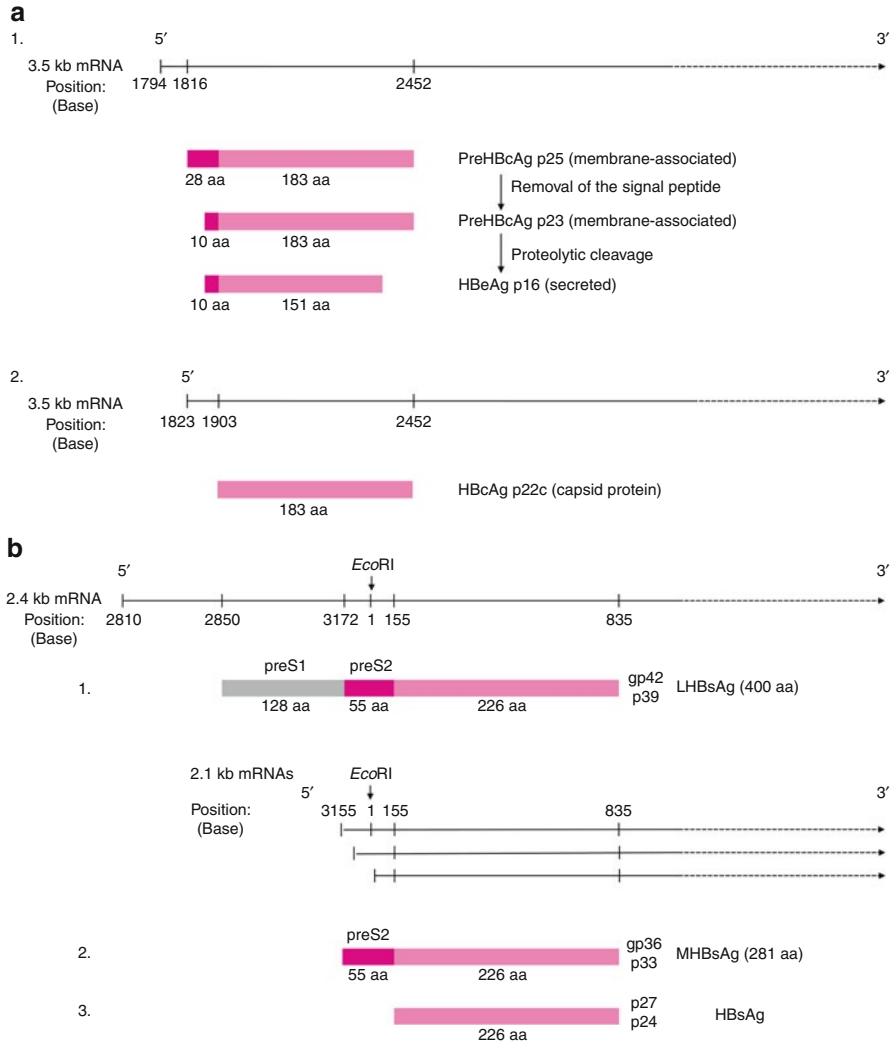 a
1.
5′ 3′
3.5 kb mRNA
Position:
(Base)
1794 1816 2452
PreHBcAg p25 (membrane-associated)
28 aa 183 aa
Removal of the signal peptide
PreHBcAg p23 (membrane-associated)
10 aa 183 aa
Proteolytic cleavage
HBeAg p16 (secreted)
10 aa 151 aa
2.
5′ 3′
3.5 kb mRNA
Position:
(Base)
1823 1903 2452
HBcAg p22c (capsid protein)
183 aa
b
EcoRI
5′ 3′
2.4 kb mRNA
Position:
(Base)
2810 2850 3172 1 155 835
preS1 preS2
1.
gp42
p39
LHBsAg (400 aa)
128 aa 55 aa 226 aa
2.1 kb mRNAs EcoRI
5′ 3′
Position:
(Base)
3155 1 155 835
preS2
2.
gp36
p33
MHBsAg (281 aa)
55 aa 226 aa
3.
p27
p24
HBsAg
226 aa